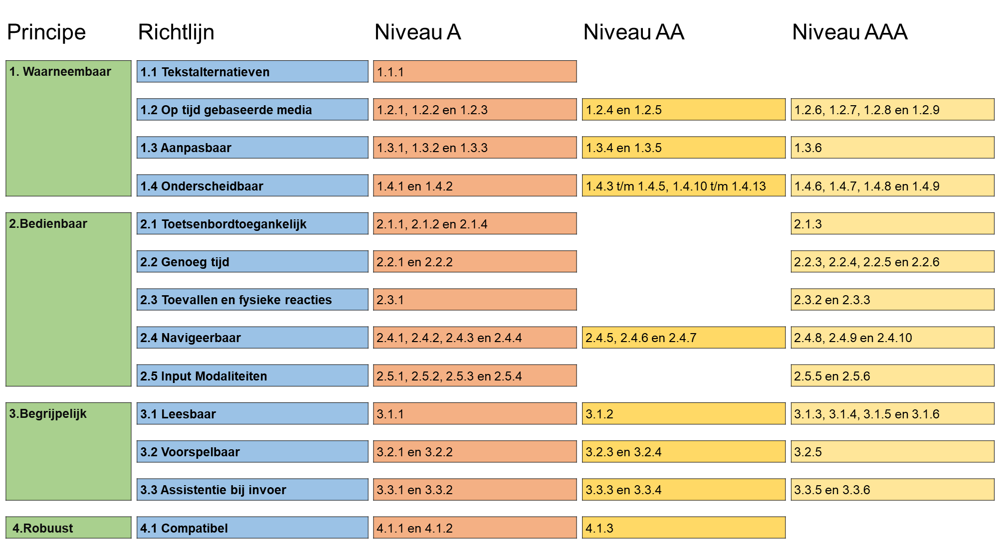 Principe Richtlijn Niveau A Niveau AA Niveau AAA
1. Waarneembaar 1.1 Tekstalternatieven 1.1.1
1.2 Op tijd gebaseerde media 1.2.1, 1.2.2 en 1.2.3 1.2.4 en 1.2.5 1.2.6, 1.2.7, 1.2.8 en 1.2.9
1.3 Aanpasbaar 1.3.1, 1.3.2 en 1.3.3 1.3.4 en 1.3.5 1.3.6
1.4 Onderscheidbaar 1.4.1 en 1.4.2 1.4.3 t/m 1.4.5, 1.4.10 t/m 1.4.13 1.4.6, 1.4.7, 1.4.8 en 1.4.9
2.Bedienbaar 2.1 Toetsenbordtoegankelijk 2.1.1, 2.1.2 en 2.1.4 2.1.3
2.2 Genoeg tijd 2.2.1 en 2.2.2 2.2.3, 2.2.4, 2.2.5 en 2.2.6
2.3 Toevallen en fysieke reacties 2.3.1 2.3.2 en 2.3.3
2.4 Navigeerbaar 2.4.1, 2.4.2, 2.4.3 en 2.4.4 2.4.5, 2.4.6 en 2.4.7 2.4.8, 2.4.9 en 2.4.10
2.5 Input Modaliteiten 2.5.1, 2.5.2, 2.5.3 en 2.5.4 2.5.5 en 2.5.6
3.Begrijpelijk 3.1 Leesbaar 3.1.1 3.1.2 3.1.3, 3.1.4, 3.1.5 en 3.1.6
3.2 Voorspelbaar 3.2.1 en 3.2.2 3.2.3 en 3.2.4 3.2.5
3.3 Assistentie bij invoer 3.3.1 en 3.3.2 3.3.3 en 3.3.4 3.3.5 en 3.3.6
4.Robuust 4.1 Compatibel 4.1.1 en 4.1.2 4.1.3